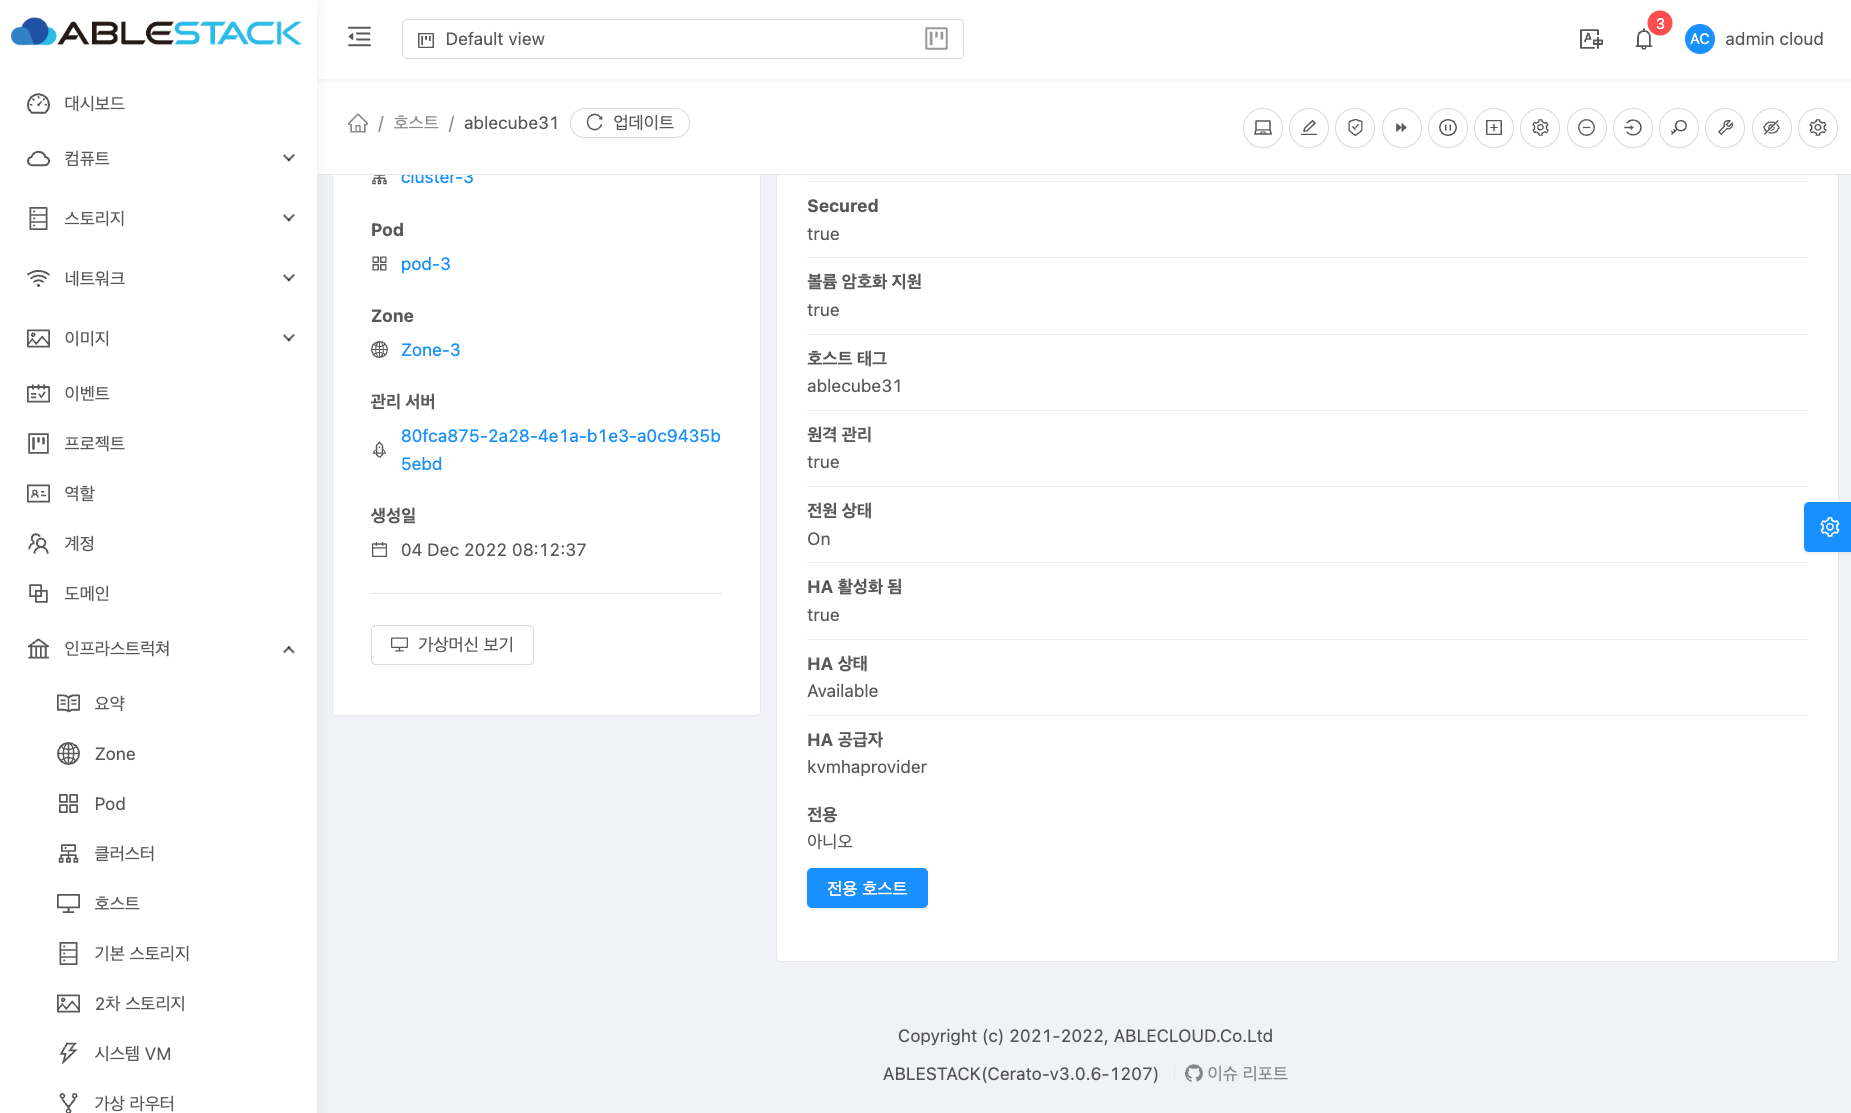 ABLESTACK
Default view
3
AC
admin cloud
대시보드
컴퓨트
스토리지
네트워크
이미지
이벤트
프로젝트
역할
계정
도메인
인프라스트럭쳐
요약
Zone
Pod
클러스터
호스트
기본 스토리지
2차 스토리지
시스템 VM
가상 라우터
/ 호스트 / ablecube31
업데이트
cluster-3
Pod
pod-3
Zone
Zone-3
관리 서버
80fca875-2a28-4e1a-b1e3-a0c9435b
5ebd
생성일
04 Dec 2022 08:12:37
가상머신 보기
Secured
true
볼륨 암호화 지원
true
호스트 태그
ablecube31
원격 관리
true
전원 상태
On
HA 활성화 됨
true
HA 상태
Available
HA 공급자
kvmhaprovider
전용
아니오
전용 호스트
Copyright (c) 2021-2022, ABLECLOUD.Co.Ltd
ABLESTACK(Cerato-v3.0.6-1207)
이슈 리포트